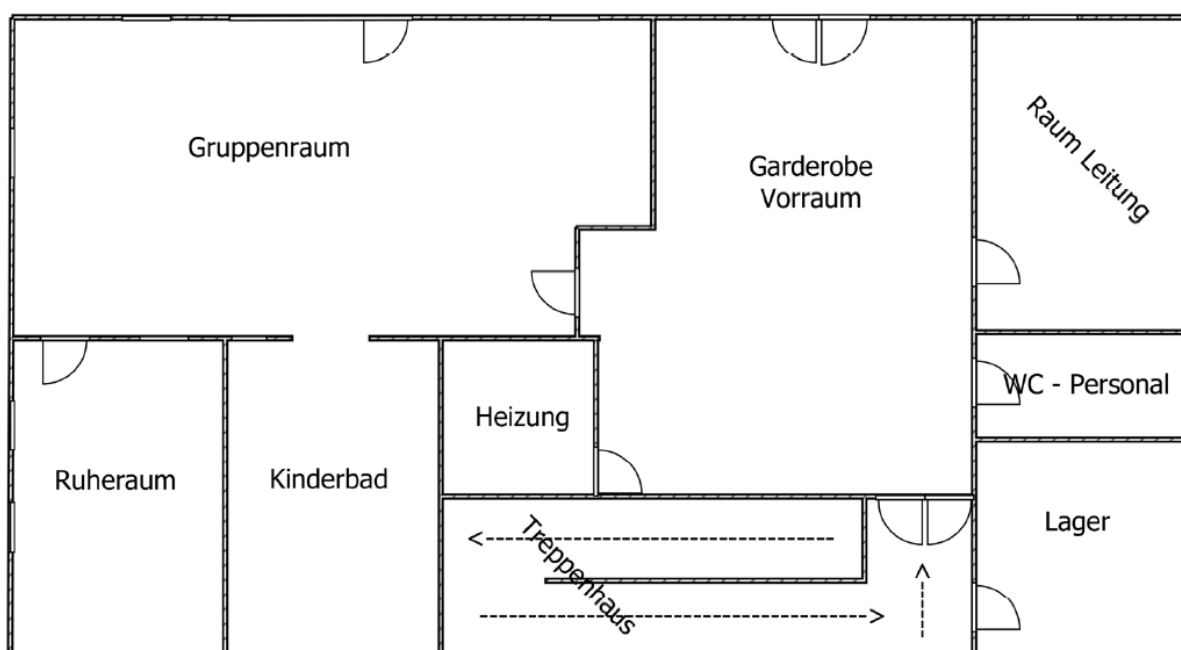 Gruppenraum
Garderobe
Vorraum
Raum Leitung
WC - Personal
Heizung
Ruheraum
Kinderbad
Treppenhaus
Lager